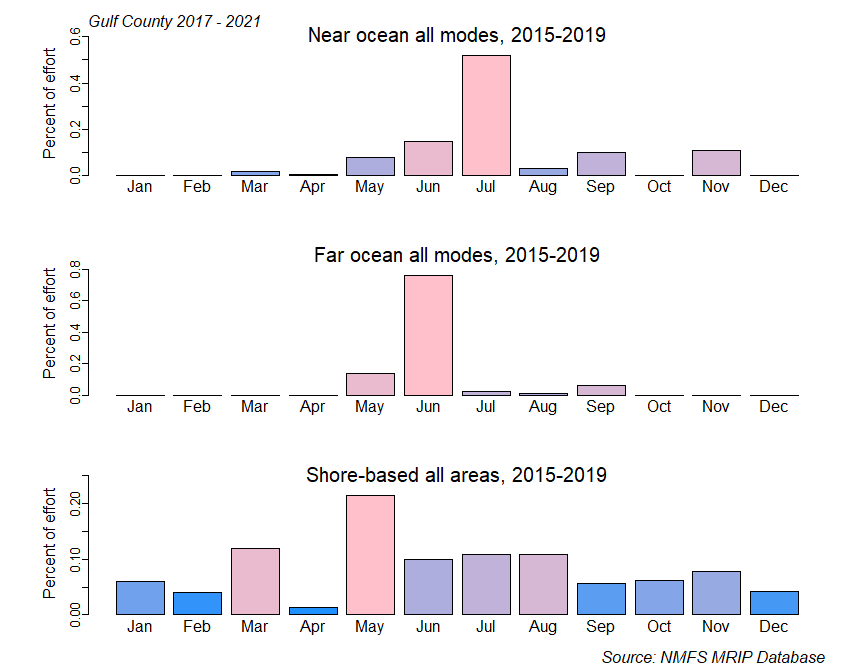 Gulf County 2017 - 2021
Near ocean all modes, 2015-2019
Percent of effort
0.0 0.2 0.4 0.6
Jan Feb Mar Apr May Jun Jul Aug Sep Oct Nov Dec
Far ocean all modes, 2015-2019
Percent of effort
0.0 0.2 0.4 0.6 0.8
Jan Feb Mar Apr May Jun Jul Aug Sep Oct Nov Dec
Shore-based all areas, 2015-2019
Percent of effort
0.00 0.10 0.20
Jan Feb Mar Apr May Jun Jul Aug Sep Oct Nov Dec
Source: NMFS MRIP Database